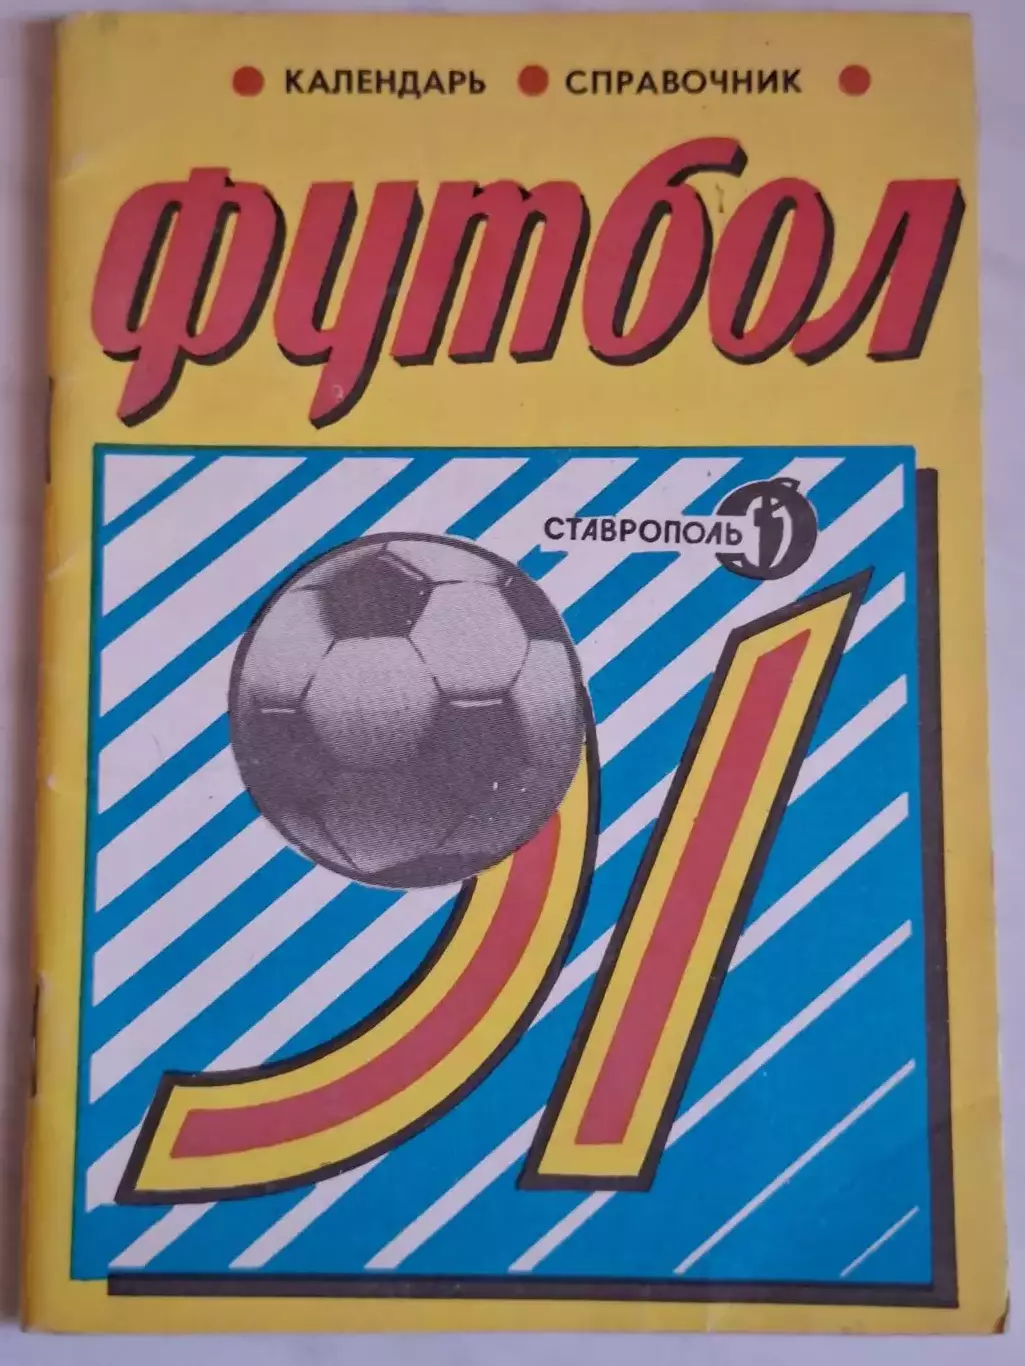 ● КАЛЕНДАРЬ ● СПРАВОЧНИК ●
футбол
СТАВРОПОЛЬ Д
91